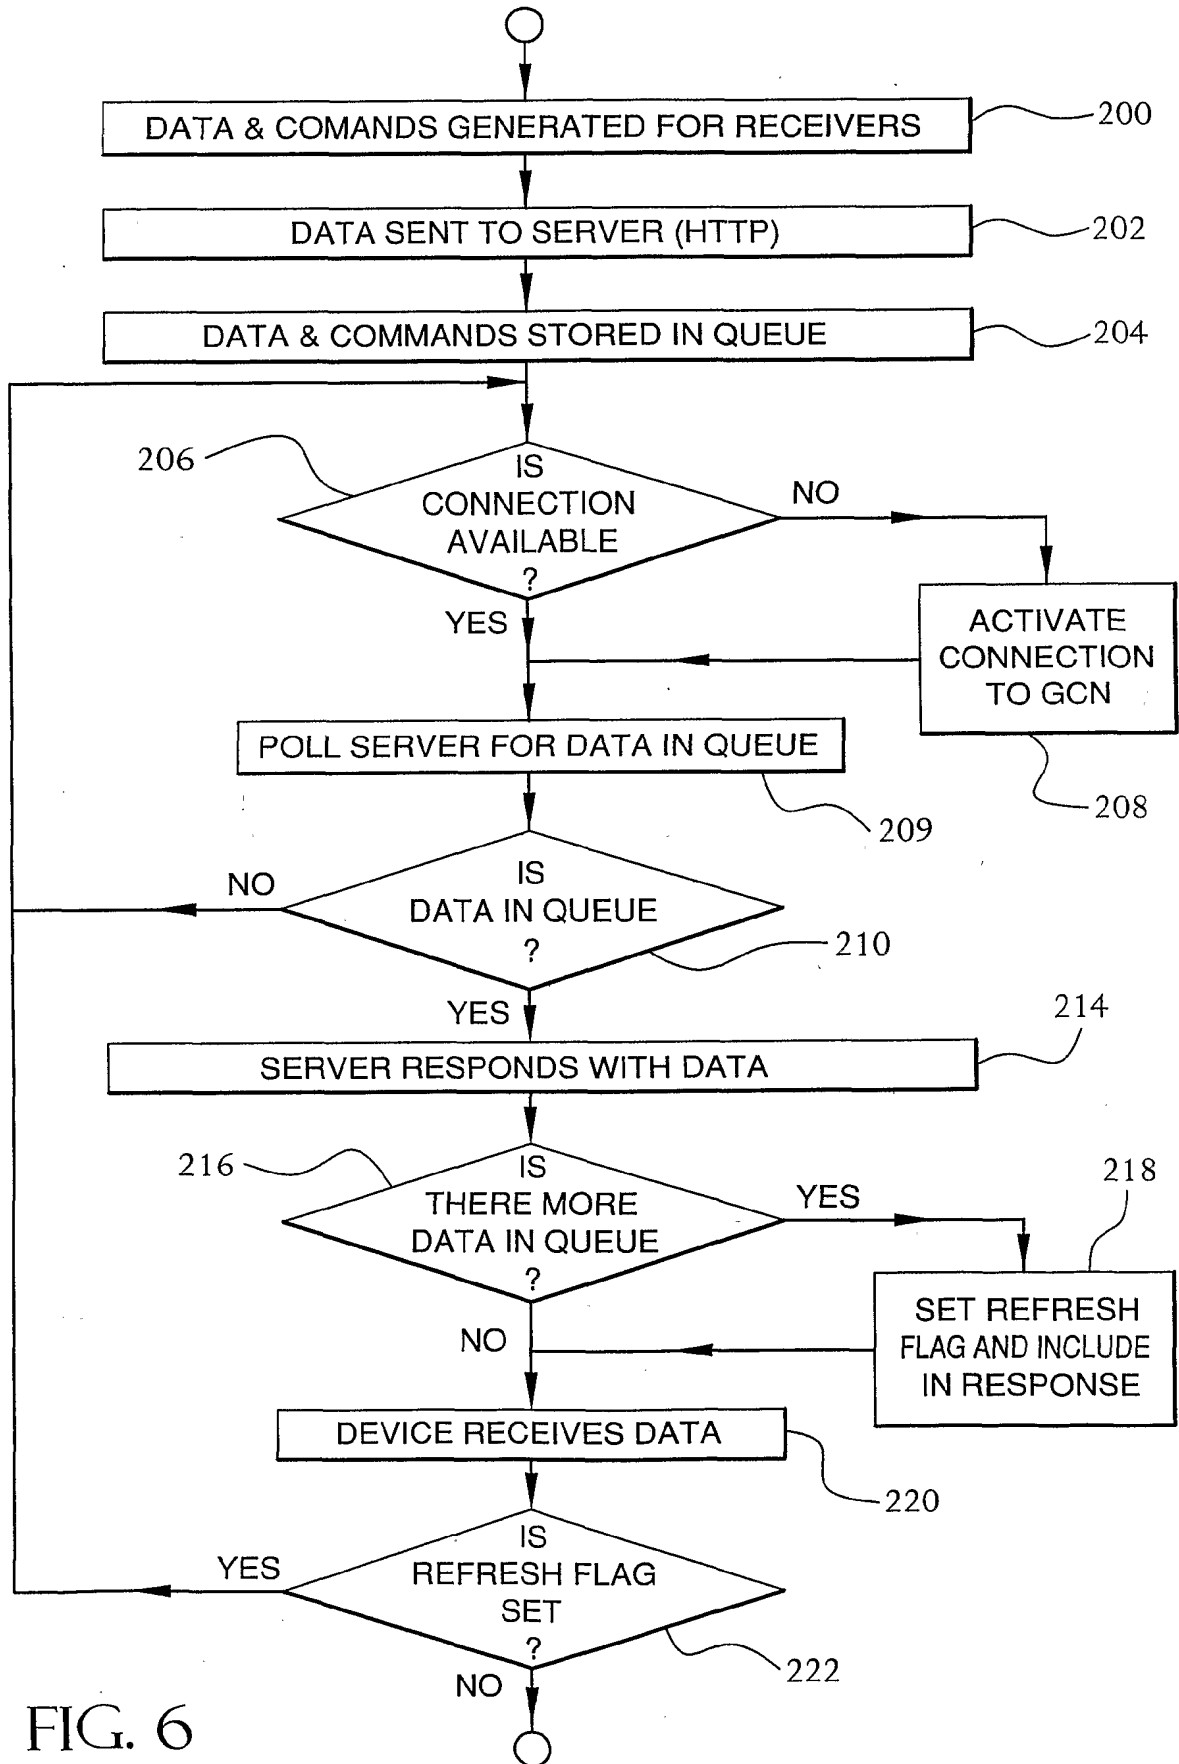 DATA & COMANDS GENERATED FOR RECEIVERS
200
DATA SENT TO SERVER (HTTP)
202
DATA & COMMANDS STORED IN QUEUE
204
206
IS
CONNECTION
AVAILABLE
?
NO
YES
ACTIVATE
CONNECTION
TO GCN
208
POLL SERVER FOR DATA IN QUEUE
209
IS
DATA IN QUEUE
?
NO
210
YES
SERVER RESPONDS WITH DATA
214
216
IS
THERE MORE
DATA IN QUEUE
?
YES
218
NO
SET REFRESH
FLAG AND INCLUDE
IN RESPONSE
DEVICE RECEIVES DATA
220
IS
REFRESH FLAG
SET
?
YES
222
NO
FIG. 6